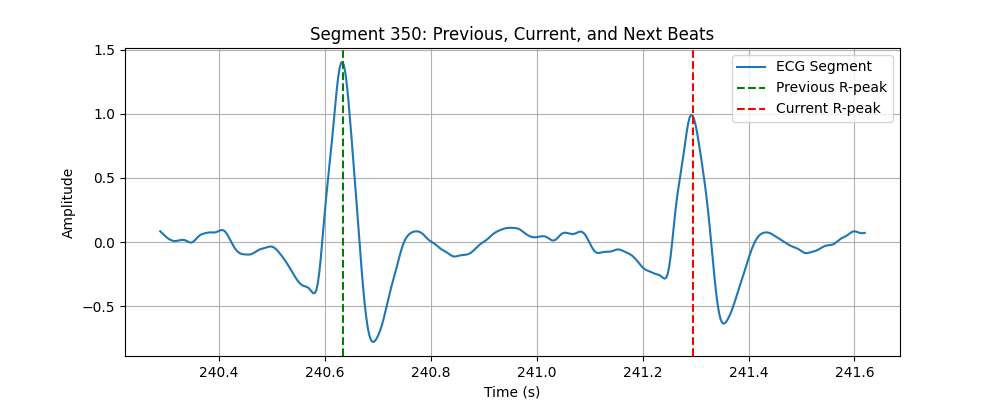 Segment 350: Previous, Current, and Next Beats
1.5
1.0
0.5
0.0
−0.5
Amplitude
ECG Segment
Previous R-peak
Current R-peak
240.4 240.6 240.8 241.0 241.2 241.4 241.6
Time (s)